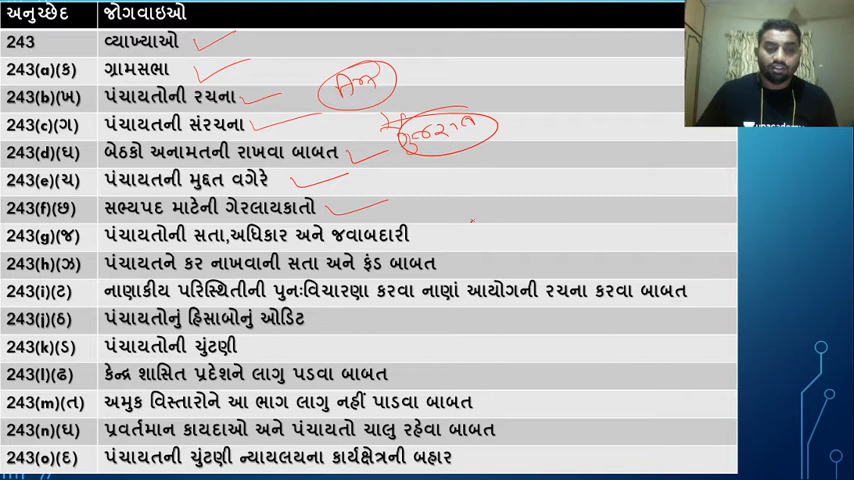 અનુચ્છેદ જોગવાઇઓ
243 વ્યાખ્યાઓ
243(a)(ક) ગ્રામસભા
243(b)(ખ) પંચાયતોની રચના
243(c)(ગ) પંચાયતની સંરચના
ગુજરાત
243(d)(ઘ) બેઠકો અનામતની રાખવા બાબત
243(e)(ચ) પંચાયતની મુદ્દત વગેરે
243(f)(છ) સભ્યપદ માટેની ગેરલાયકાતો
243(g)(જ) પંચાયતોની સતા,અધિકાર અને જવાબદારી
243(h)(ઝ) પંચાયતને કર નાખવાની સતા અને ફંડ બાબત
243(i)(ટ) નાણાકીય પરિસ્થિતીની પુનઃવિચારણા કરવા નાણાં આયોગની રચના કરવા બાબત
243(j)(ઠ) પંચાયતોનું હિસાબોનું ઓડિટ
243(k)(ડ) પંચાયતોની ચુંટણી
243(l)(ઢ) કેન્દ્ર શાસિત પ્રદેશને લાગુ પડવા બાબત
243(m)(ત) અમુક વિસ્તારોને આ ભાગ લાગુ નહીં પાડવા બાબત
243(n)(ઘ) પ્રવર્તમાન કાયદાઓ અને પંચાયતો ચાલુ રહેવા બાબત
243(o)(દ) પંચાયતની ચુંટણી ન્યાયલયના કાર્યક્ષેત્રની બહાર